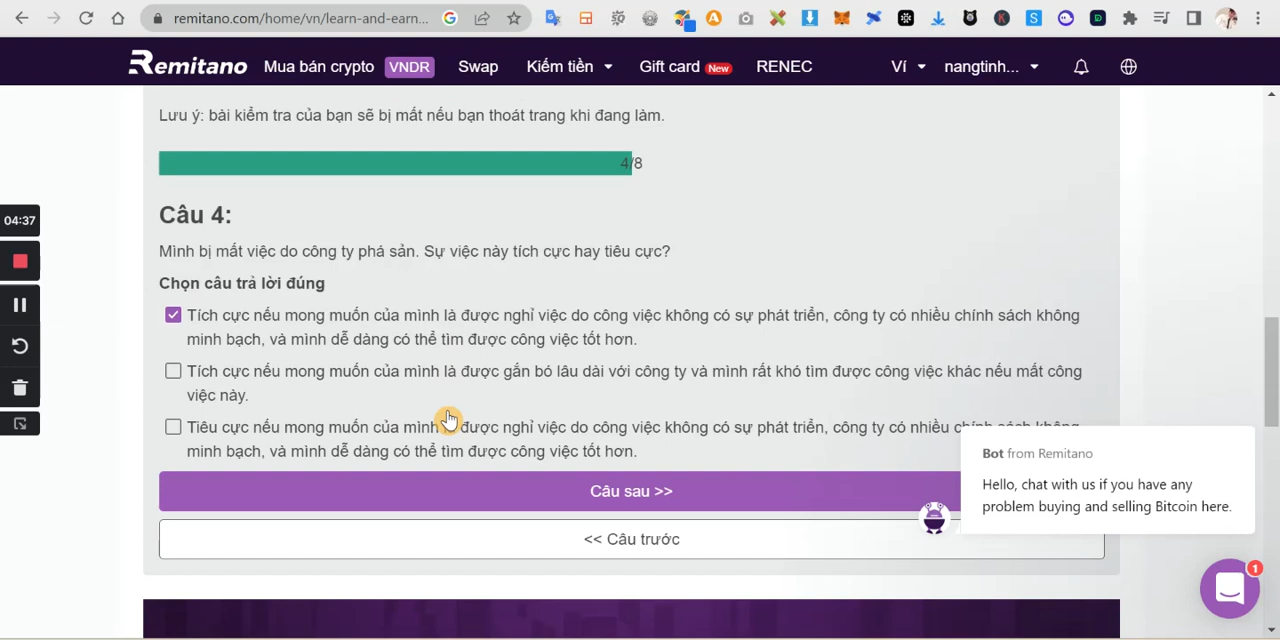 remitano.com/home/vn/learn-and-earn...
Remitano Mua bán crypto VNDR Swap Kiếm tiền Gift card New RENEC Ví nangtinh...
Lưu ý: bài kiểm tra của bạn sẽ bị mất nếu bạn thoát trang khi đang làm.
4/8
04:37
Câu 4:
Mình bị mất việc do công ty phá sản. Sự việc này tích cực hay tiêu cực?
Chọn câu trả lời đúng
Tích cực nếu mong muốn của mình là được nghỉ việc do công việc không có sự phát triển, công ty có nhiều chính sách không
minh bạch, và mình dễ dàng có thể tìm được công việc tốt hơn.
Tích cực nếu mong muốn của mình là được gắn bó lâu dài với công ty và mình rất khó tìm được công việc khác nếu mất công
việc này.
Tiêu cực nếu mong muốn của mình được nghỉ việc do công việc không có sự phát triển, công ty có nhiều
minh bạch, và mình dễ dàng có thể tìm được công việc tốt hơn.
Bot from Remitano
Hello, chat with us if you have any
problem buying and selling Bitcoin here.
Câu sau >>
<< Câu trước
1